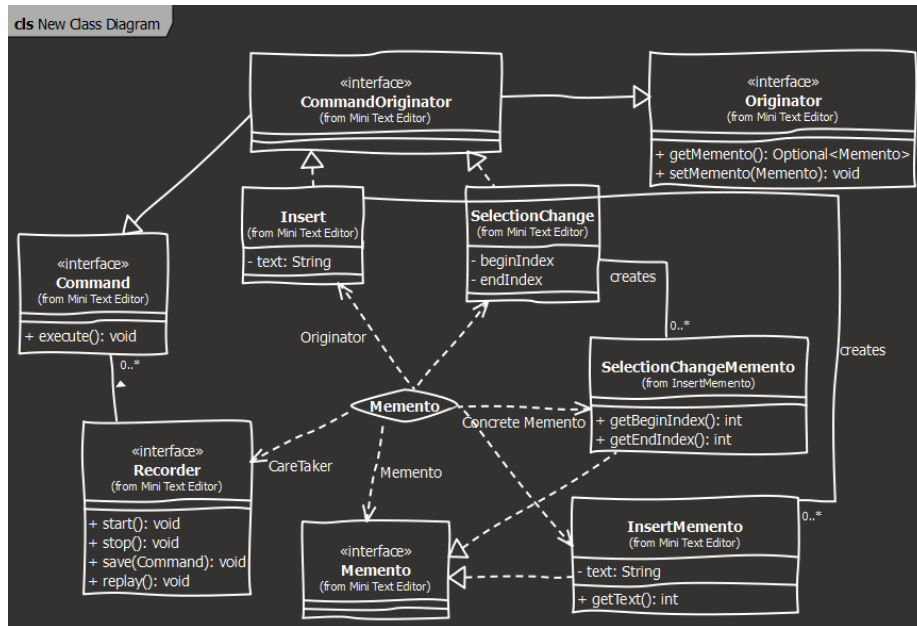 cls New Class Diagram
«interface»
CommandOriginator
(from Mini Text Editor)
«interface»
Originator
(from Mini Text Editor)
+ getMemento(): Optional<Memento>
+ setMemento(Memento): void
Insert
(from Mini Text Editor)
- text: String
SelectionChange
(from Mini Text Editor)
- beginIndex
- endIndex
«interface»
Command
(from Mini Text Editor)
+ execute(): void
creates
0..*
Originator
0..*
creates
SelectionChangeMemento
(from InsertMemento)
+ getBeginIndex(): int
+ getEndIndex(): int
Memento
Concrete Memento
«interface»
Recorder
(from Mini Text Editor)
+ start(): void
+ stop(): void
+ save(Command): void
+ replay(): void
CareTaker
Memento
0..*
InsertMemento
(from Mini Text Editor)
- text: String
+ getText(): int
«interface»
Memento
(from Mini Text Editor)